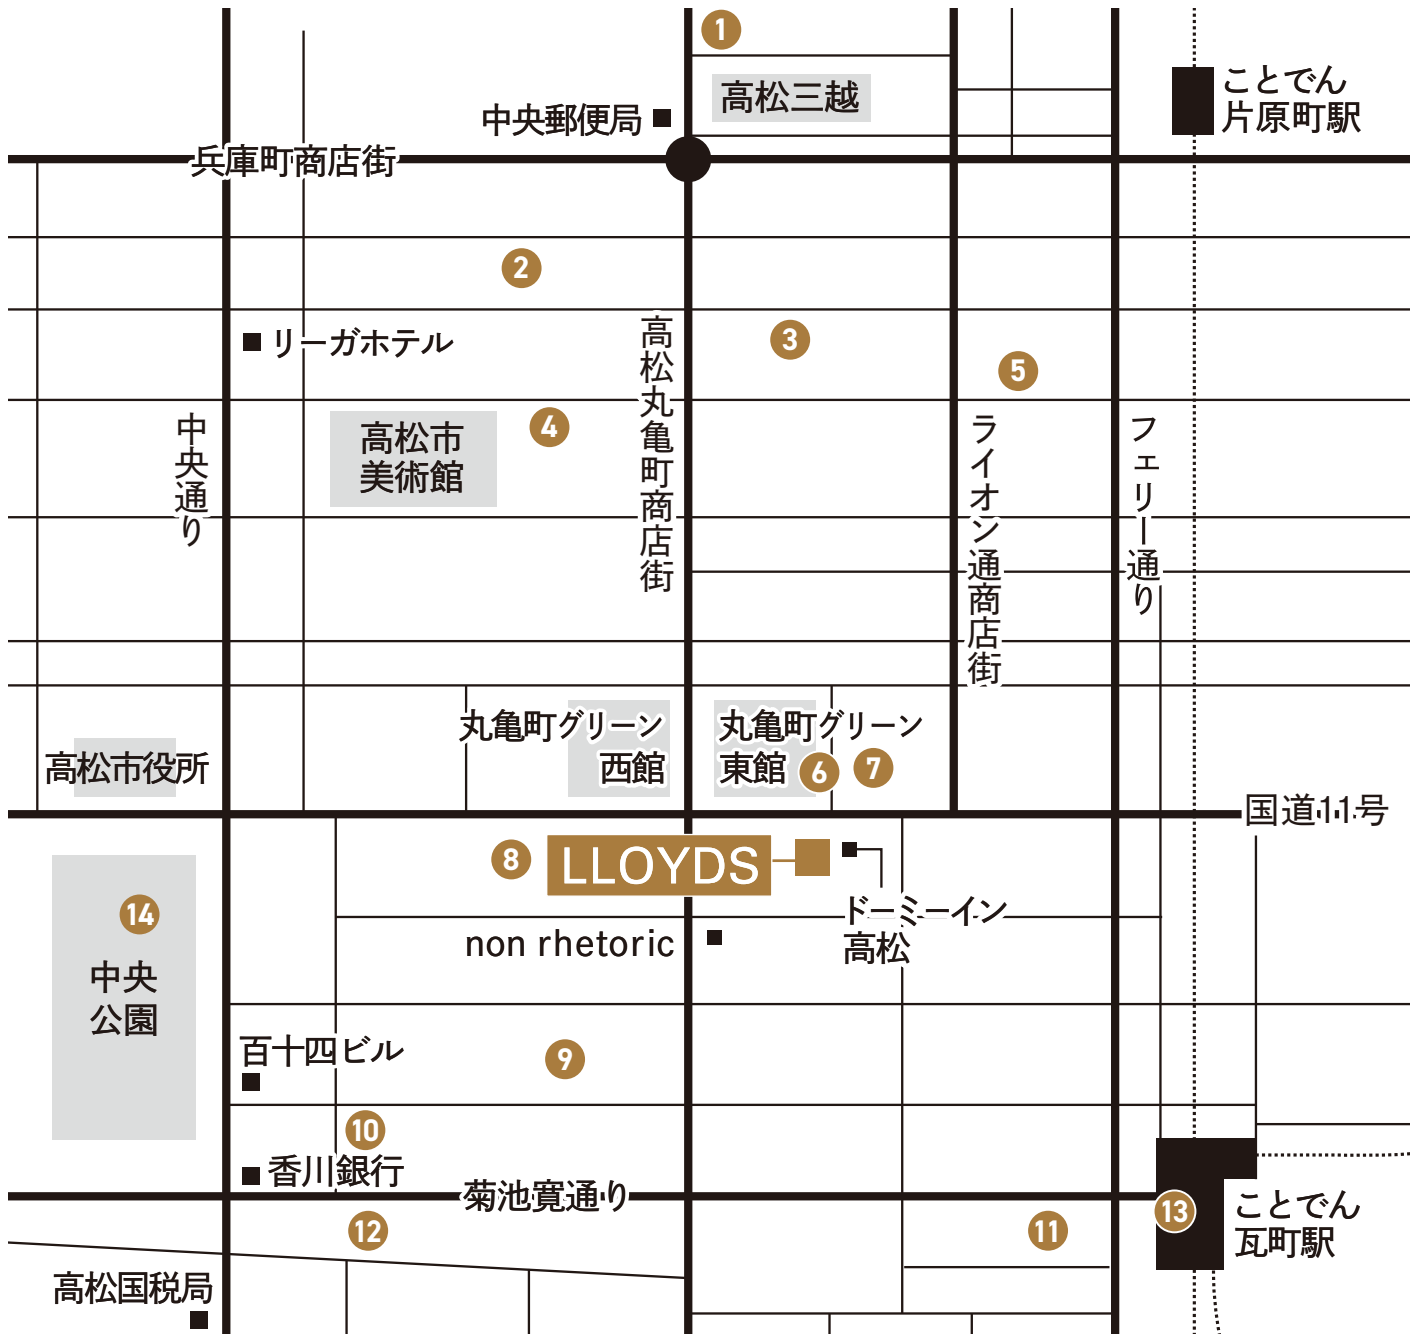 1
高松三越
ことでん
片原町駅
中央郵便局
兵庫町商店街
2
リーガホテル
高松丸亀町商店街
3
5
4
高松市
美術館
中央通り
ライオン通商店街
フェリー通り
丸亀町グリーン
西館
丸亀町グリーン
東館
6
7
高松市役所
国道11号
8
LLOYDS
14
ドーミーイン
高松
non rhetoric
中央
公園
百十四ビル
9
10
香川銀行
菊池寛通り
13
ことでん
瓦町駅
12
11
高松国税局